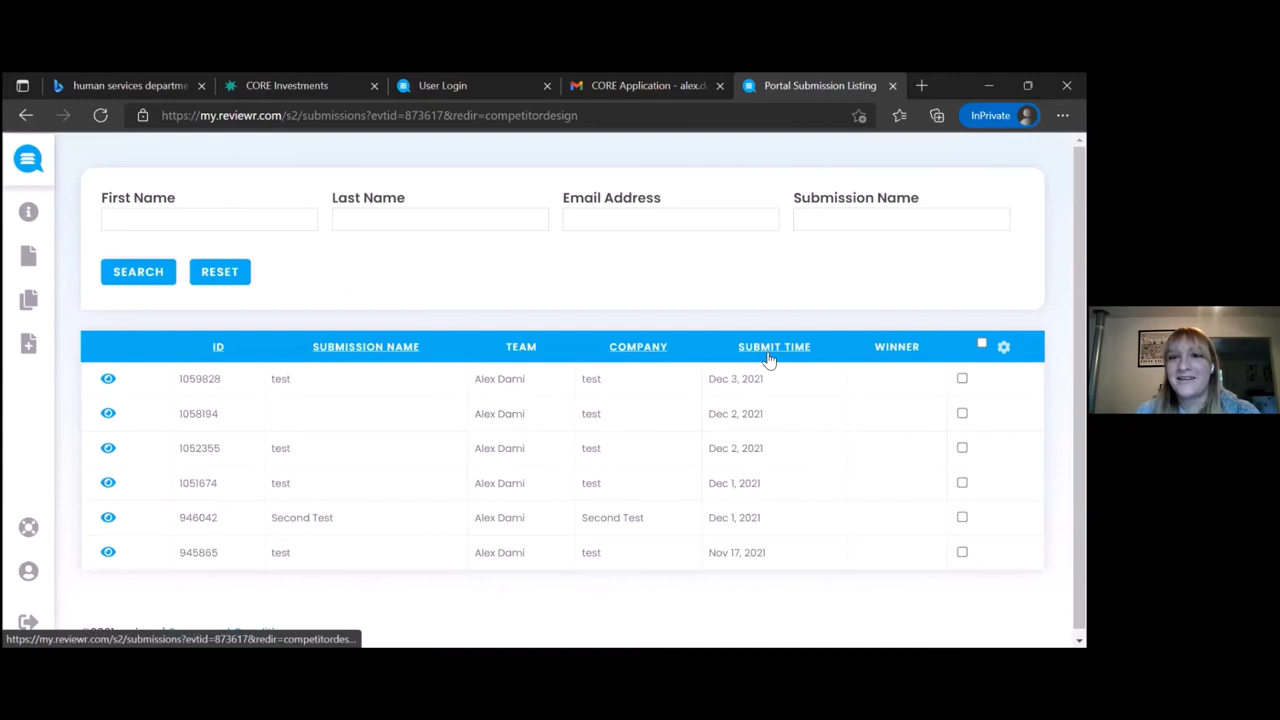 human services departme
CORE Investments
User Login
CORE Application - alex.d
Portal Submission Listing
https://my.reviewr.com/s2/submissions?evtid=873617&redir=competitordesign
InPrivate
First Name
Last Name
Email Address
Submission Name
SEARCH
RESET
ID
SUBMISSION NAME
TEAM
COMPANY
SUBMIT TIME
WINNER
1059828 test Alex Dami test Dec 3, 2021
1058194 Alex Dami test Dec 2, 2021
1052355 test Alex Dami test Dec 2, 2021
1051674 test Alex Dami test Dec 1, 2021
946042 Second Test Alex Dami Second Test Dec 1, 2021
945865 test Alex Dami test Nov 17, 2021
https://my.reviewr.com/s2/submissions?evtid=873617&redir=competitordes...